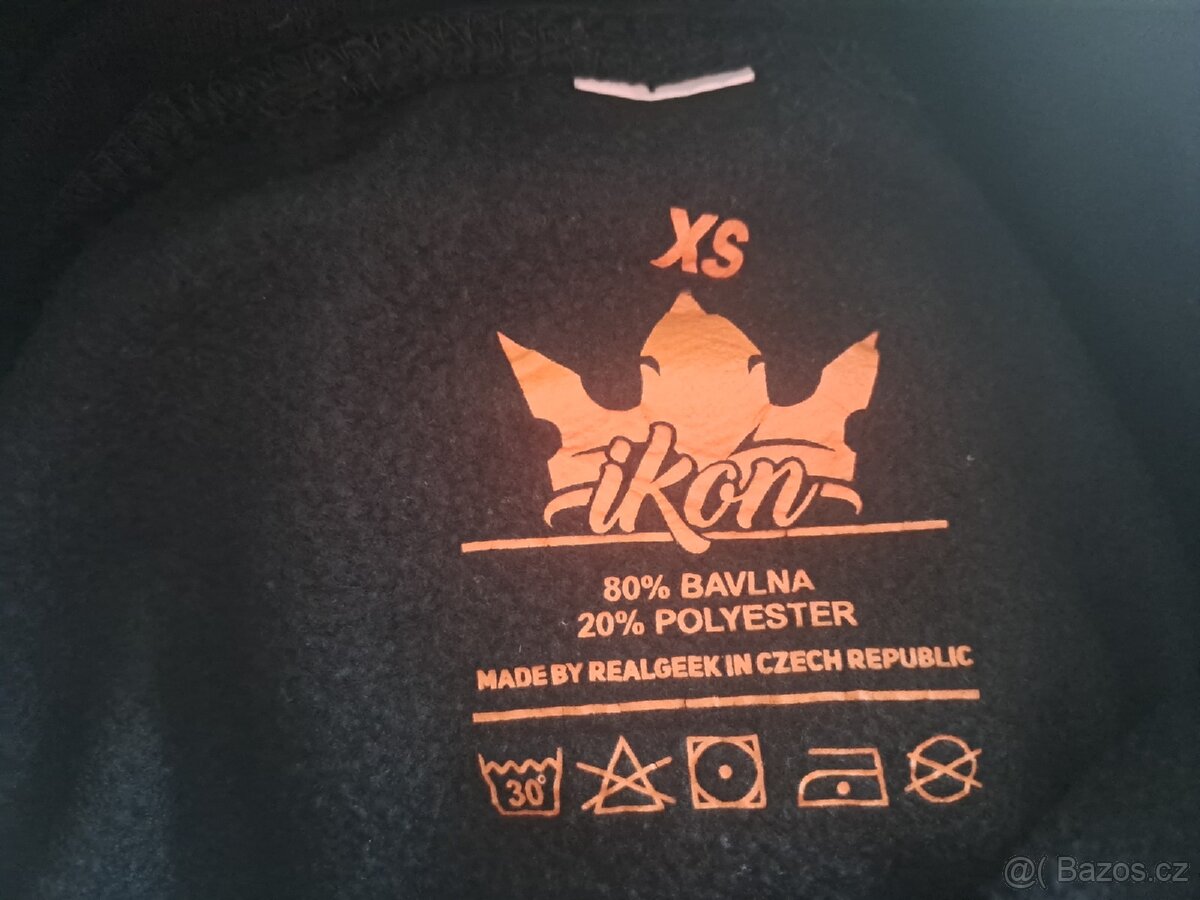 XS
ikon
80% BAVLNA
20% POLYESTER
MADE BY REALGEEK IN CZECH REPUBLIC
30°
@( Bazos.cz